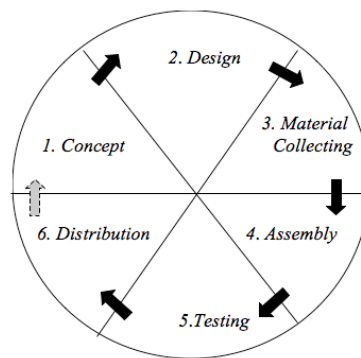 1. Concept
2. Design
3. Material
Collecting
4. Assembly
5.Testing
6. Distribution